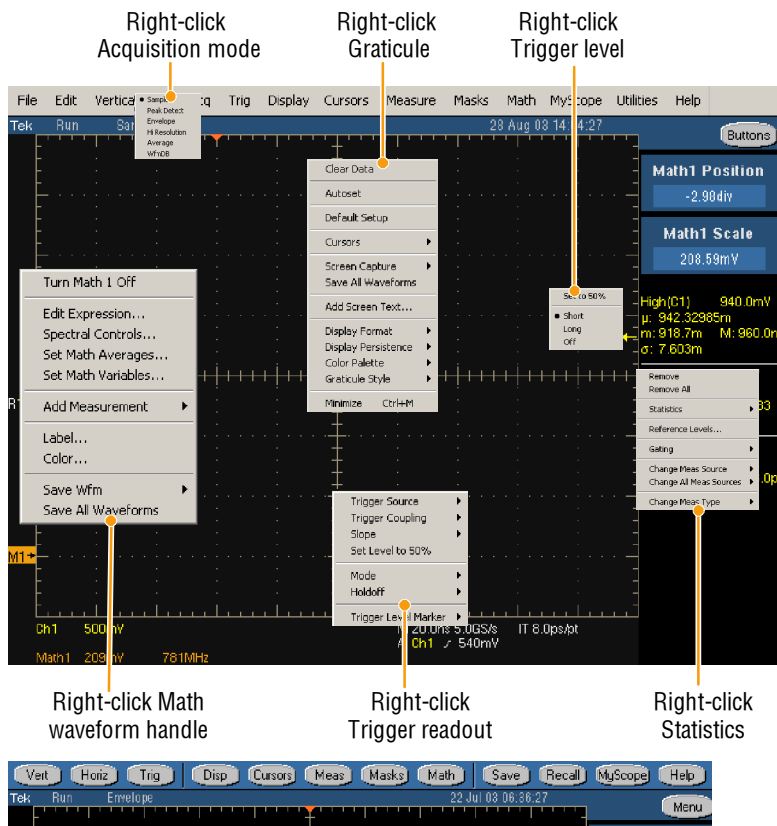 Right-click
Acquisition mode
Right-click
Graticule
Right-click
Trigger level
File Edit Vertica cq Trig Display Cursors Measure Masks Math MyScope Utilities Help
Sample
Peak Detect
Envelope
Hi Resolution
Average
WfmDB
Tek Run 28 Aug 03 Buttons
Clear Data
Autoset
Default Setup
Cursors
Screen Capture
Save All Waveforms
Add Screen Text...
Display Format
Display Persistence
Color Palette
Graticule Style
Minimize Ctrl+M
Math1 Position
-2.98div
Math1 Scale
208.59mV
Set to 50%
Short
Long
Off
High(C1) 940.0mV
µ: 942.32985m
m: 918.7m M: 960.0m
σ: 7.603m
Turn Math 1 Off
Edit Expression...
Spectral Controls...
Set Math Averages...
Set Math Variables...
Add Measurement
Label...
Color...
Save Wfm
Save All Waveforms
Remove
Remove All
Statistics
Reference Levels...
Gating
Change Meas Source
Change All Meas Sources
Change Meas Type
Trigger Source
Trigger Coupling
Slope
Set Level to 50%
Mode
Holdoff
Trigger Level Marker
M1
Ch1 500mV M 20.0ns 5.0GS/s IT 8.0ps/pt
A Ch1 540mV
Math1 209mV 781MHz
Right-click Math
waveform handle
Right-click
Trigger readout
Right-click
Statistics
Vert Horiz Trig Disp Cursors Meas Masks Math Save Recall MyScope Help
Tek Run Envelope 22 Jul 03 06:36:27 Menu